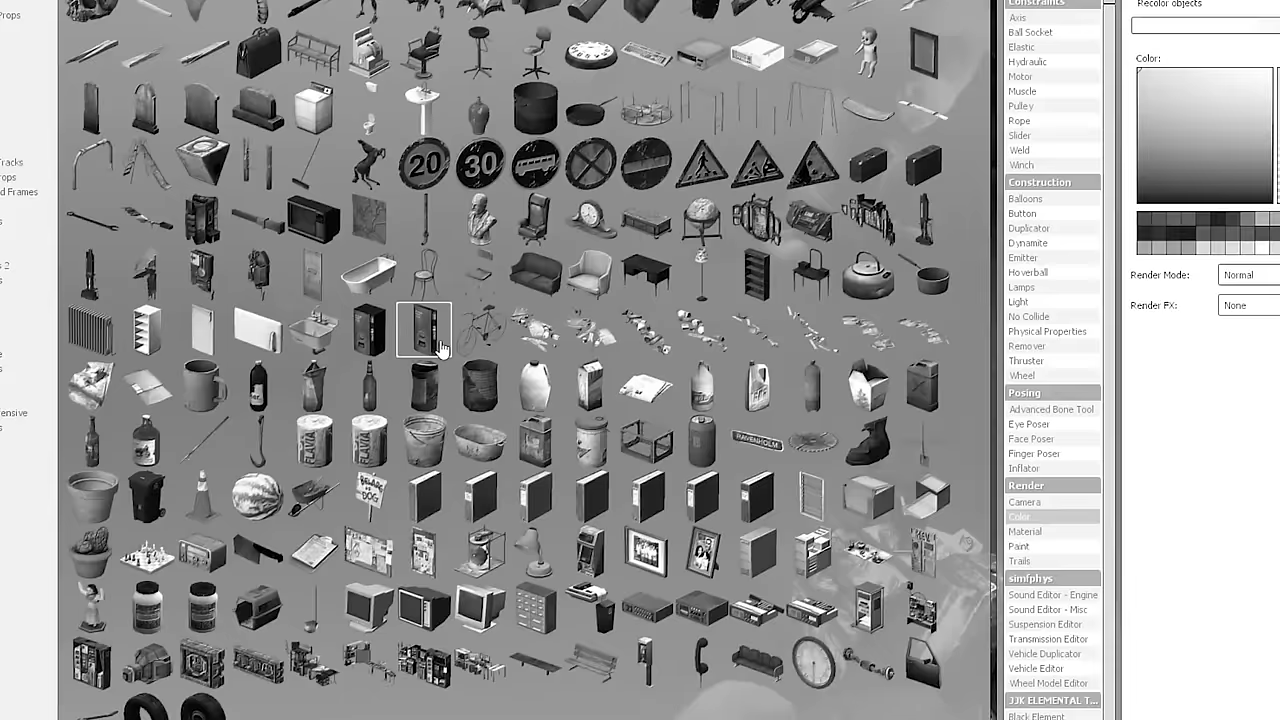 Props
Tracks
rops
d Frames
s
s 2
s
e
s
ensive
s
20
30
RAVENHOLM
BEWARE
OF
DOG
Constraints
Axis
Ball Socket
Elastic
Hydraulic
Motor
Muscle
Pulley
Rope
Slider
Weld
Winch
Construction
Balloons
Button
Duplicator
Dynamite
Emitter
Hoverball
Lamps
Light
No Collide
Physical Properties
Remover
Thruster
Wheel
Posing
Advanced Bone Tool
Eye Poser
Face Poser
Finger Poser
Inflator
Render
Camera
Color
Material
Paint
Trails
simfphys
Sound Editor - Engine
Sound Editor - Misc
Suspension Editor
Transmission Editor
Vehicle Duplicator
Vehicle Editor
Wheel Model Editor
JJK ELEMENTAL T...
Black Element
Recolor objects
Color:
Render Mode: Normal
Render FX: None